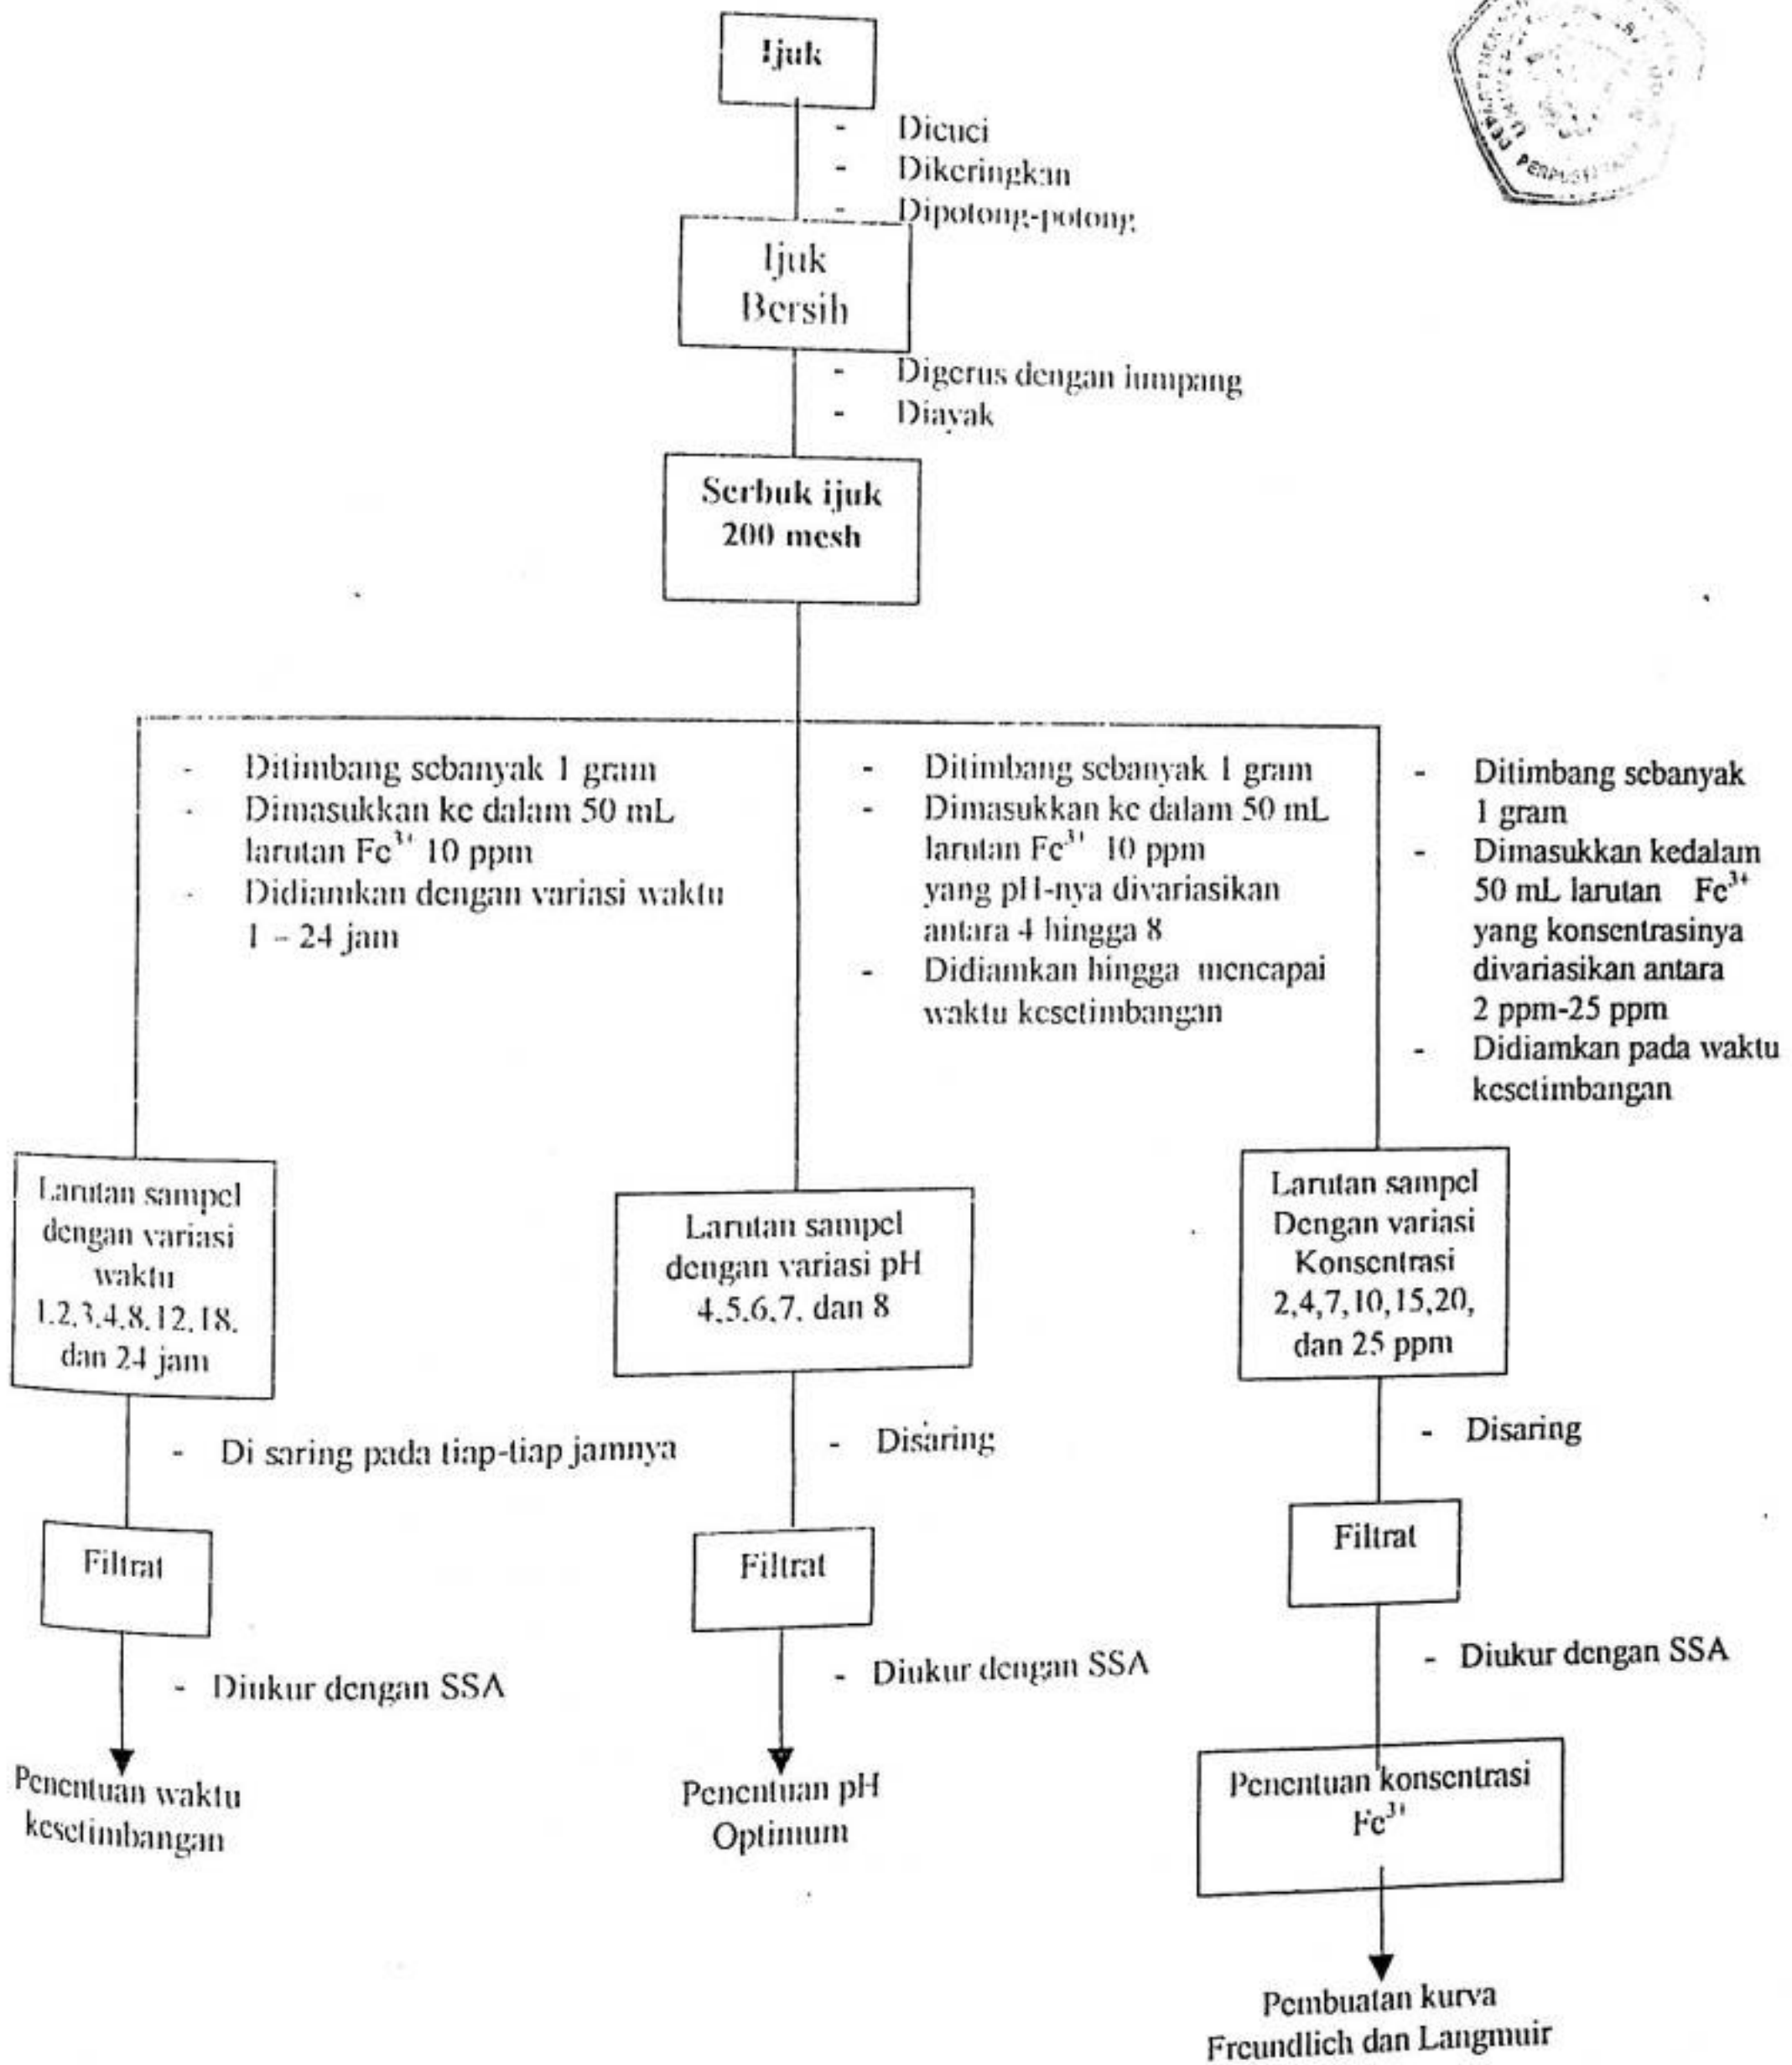 Ijuk
- Dicuci
- Dikeringkan
- Dipotong-potong
Ijuk
Bersih
- Digerus dengan lumpang
- Diayak
Serbuk ijuk
200 mesh
- Ditimbang sebanyak 1 gram
- Dimasukkan ke dalam 50 mL
larutan Fe³⁺ 10 ppm
- Didiamkan dengan variasi waktu
1 – 24 jam
- Ditimbang sebanyak 1 gram
- Dimasukkan ke dalam 50 mL
larutan Fe³⁺ 10 ppm
yang pH-nya divariasikan
antara 4 hingga 8
- Didiamkan hingga mencapai
waktu kesetimbangan
- Ditimbang sebanyak
1 gram
- Dimasukkan kedalam
50 mL larutan Fe³⁺
yang konsentrasinya
divariasikan antara
2 ppm-25 ppm
- Didiamkan pada waktu
kesetimbangan
Larutan sampel
dengan variasi
waktu
1,2,3,4,8,12,18,
dan 24 jam
Larutan sampel
dengan variasi pH
4,5,6,7, dan 8
Larutan sampel
Dengan variasi
Konsentrasi
2,4,7,10,15,20,
dan 25 ppm
- Di saring pada tiap-tiap jamnya
- Disaring
- Disaring
Filtrat
Filtrat
Filtrat
- Diukur dengan SSA
- Diukur dengan SSA
- Diukur dengan SSA
Penentuan waktu
kesetimbangan
Penentuan pH
Optimum
Penentuan konsentrasi
Fe³⁺
Pembuatan kurva
Freundlich dan Langmuir